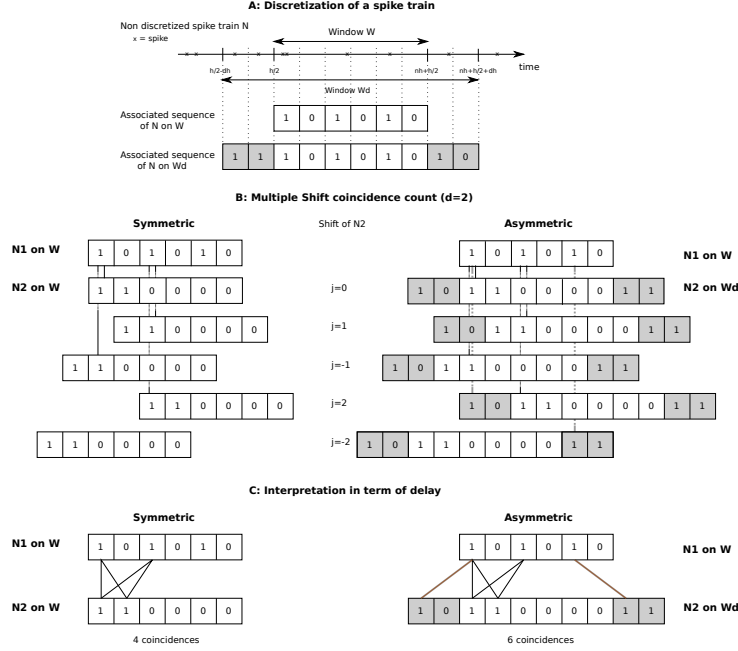 A: Discretization of a spike train
Non discretized spike train N
x = spike
Window W
h/2-dh h/2 nh+h/2 nh+h/2+dh
time
Window Wd
Associated sequence
of N on W
1 0 1 0 1 0
Associated sequence
of N on Wd
1 1 1 0 1 0 1 0 1 0
B: Multiple Shift coincidence count (d=2)
Symmetric Shift of N2 Asymmetric
N1 on W 1 0 1 0 1 0 1 0 1 0 1 0 N1 on W
N2 on W 1 1 0 0 0 0 j=0 1 0 1 1 0 0 0 0 1 1 N2 on Wd
1 1 0 0 0 0 j=1 1 0 1 1 0 0 0 0 1 1
1 1 0 0 0 0 j=-1 1 0 1 1 0 0 0 0 1 1
1 1 0 0 0 0 j=2 1 0 1 1 0 0 0 0 1 1
1 1 0 0 0 0 j=-2 1 0 1 1 0 0 0 0 1 1
C: Interpretation in term of delay
Symmetric Asymmetric
N1 on W 1 0 1 0 1 0 1 0 1 0 1 0 N1 on W
N2 on W 1 1 0 0 0 0 1 0 1 1 0 0 0 0 1 1 N2 on Wd
4 coincidences 6 coincidences